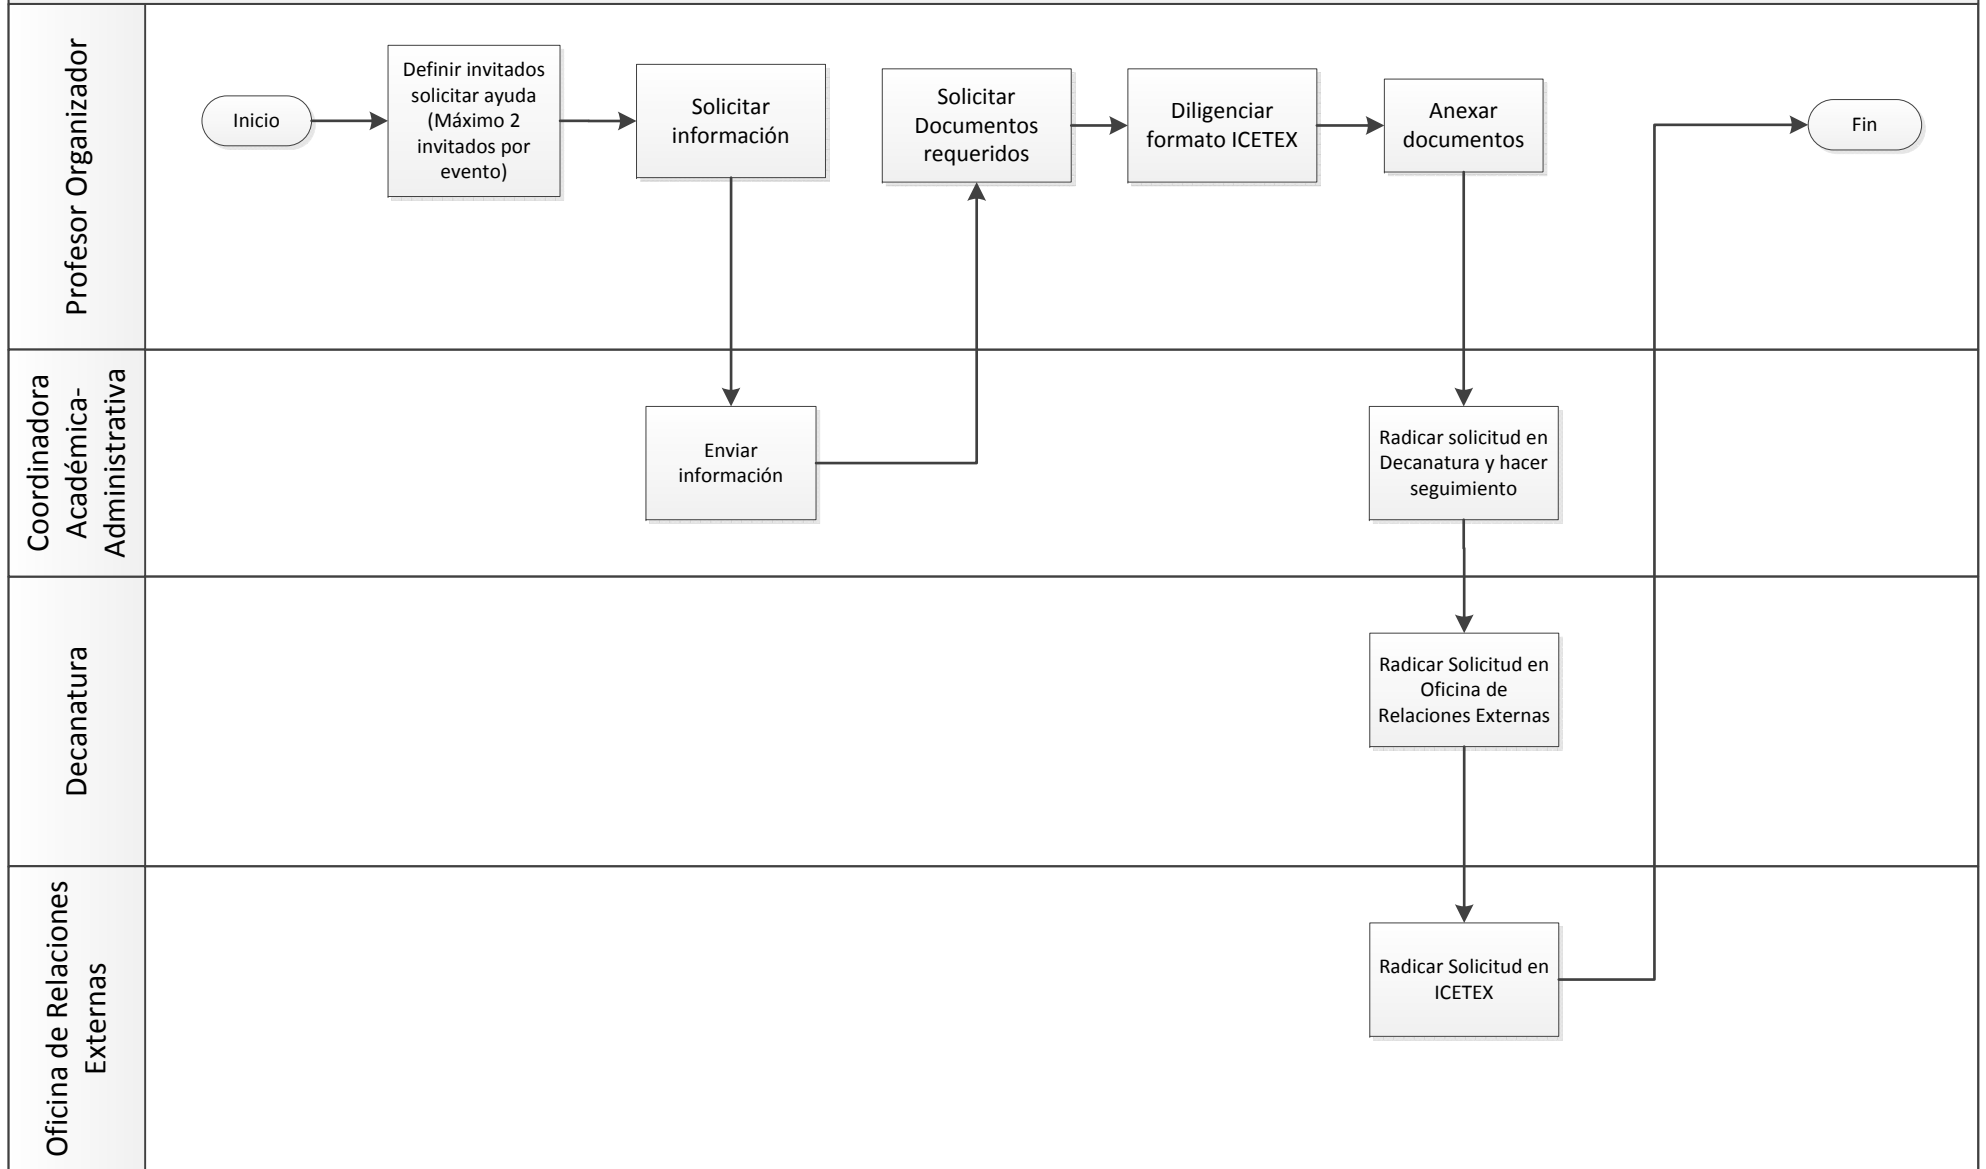 Profesor Organizador
Inicio
Definir invitados
solicitar ayuda
(Máximo 2
invitados por
evento)
Solicitar
información
Solicitar
Documentos
requeridos
Diligenciar
formato ICETEX
Anexar
documentos
Fin
Coordinadora
Académica-
Administrativa
Enviar
información
Radicar solicitud en
Decanatura y hacer
seguimiento
Decanatura
Radicar Solicitud en
Oficina de
Relaciones Externas
Oficina de Relaciones
Externas
Radicar Solicitud en
ICETEX